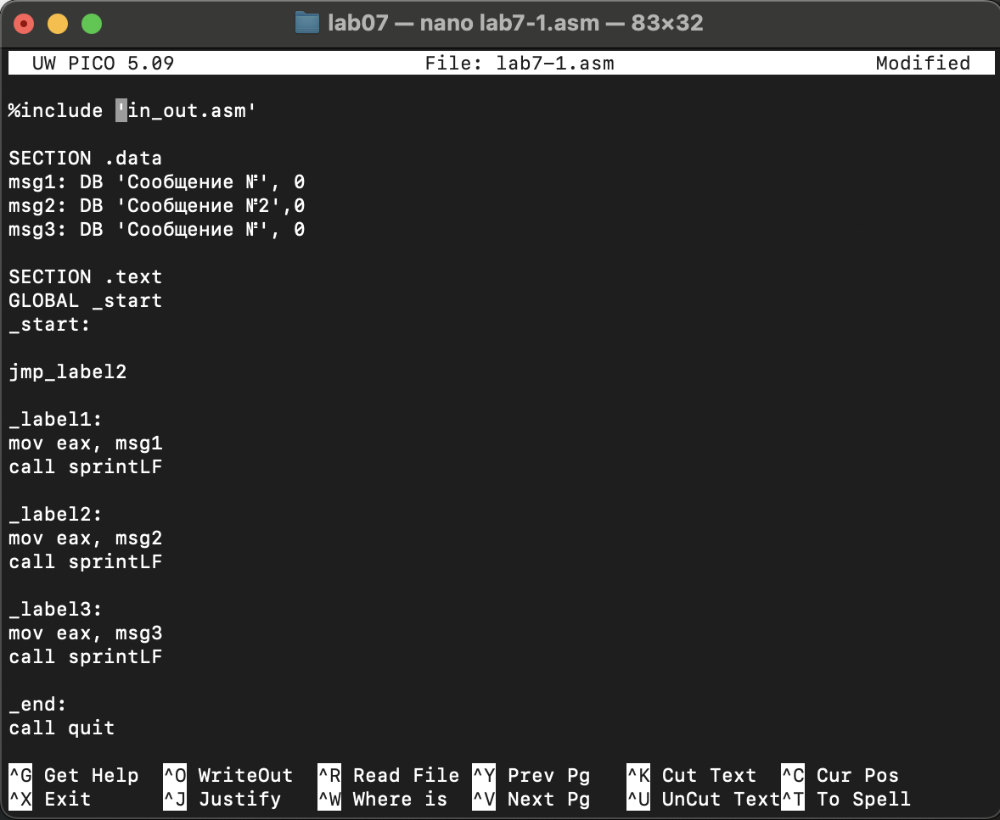 lab07 — nano lab7-1.asm — 83×32
UW PICO 5.09 File: lab7-1.asm Modified
%include 'in_out.asm'
SECTION .data
msg1: DB 'Сообщение №', 0
msg2: DB 'Сообщение №2',0
msg3: DB 'Сообщение №', 0
SECTION .text
GLOBAL _start
_start:
jmp_label2
_label1:
mov eax, msg1
call sprintLF
_label2:
mov eax, msg2
call sprintLF
_label3:
mov eax, msg3
call sprintLF
_end:
call quit
^G Get Help ^O WriteOut ^R Read File ^Y Prev Pg ^K Cut Text ^C Cur Pos
^X Exit ^J Justify ^W Where is ^V Next Pg ^U UnCut Text^T To Spell